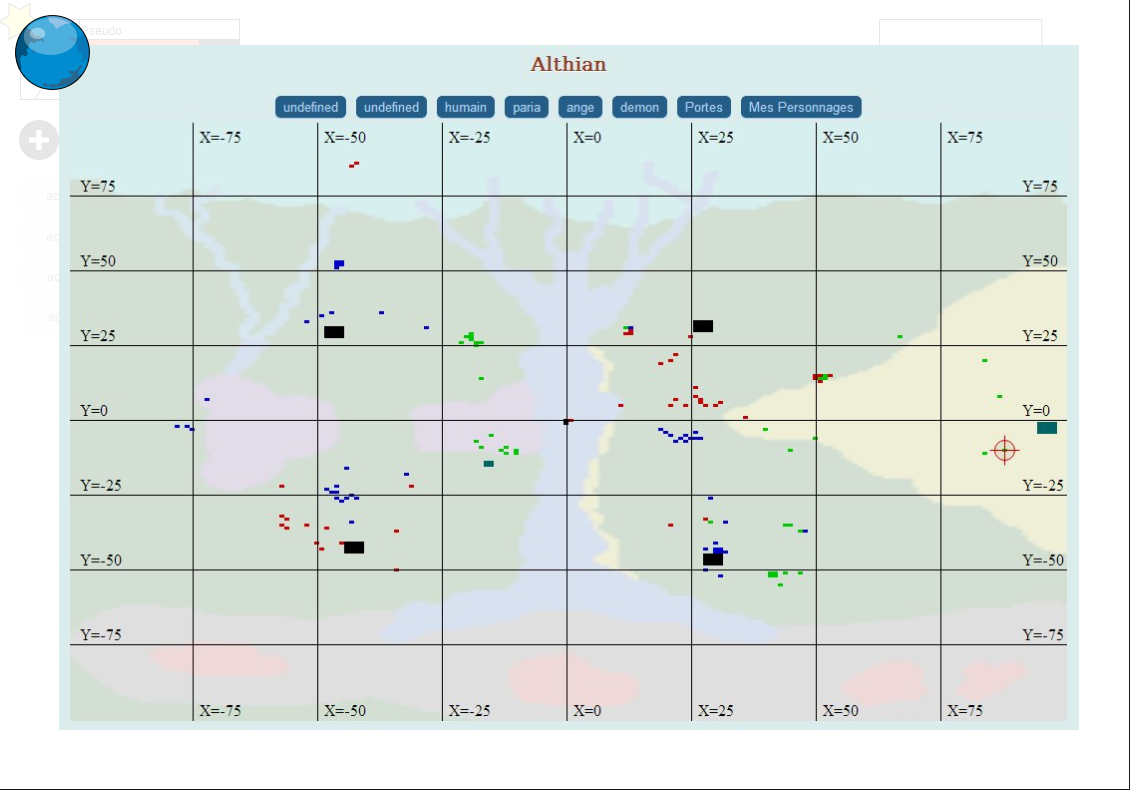 Pseudo
Althian
undefined undefined humain paria ange demon Portes Mes Personnages
X=-75 X=-50 X=-25 X=0 X=25 X=50 X=75
Y=75 Y=75
Y=50 Y=50
Y=25 Y=25
Y=0 Y=0
Y=-25 Y=-25
Y=-50 Y=-50
Y=-75 Y=-75
X=-75 X=-50 X=-25 X=0 X=25 X=50 X=75